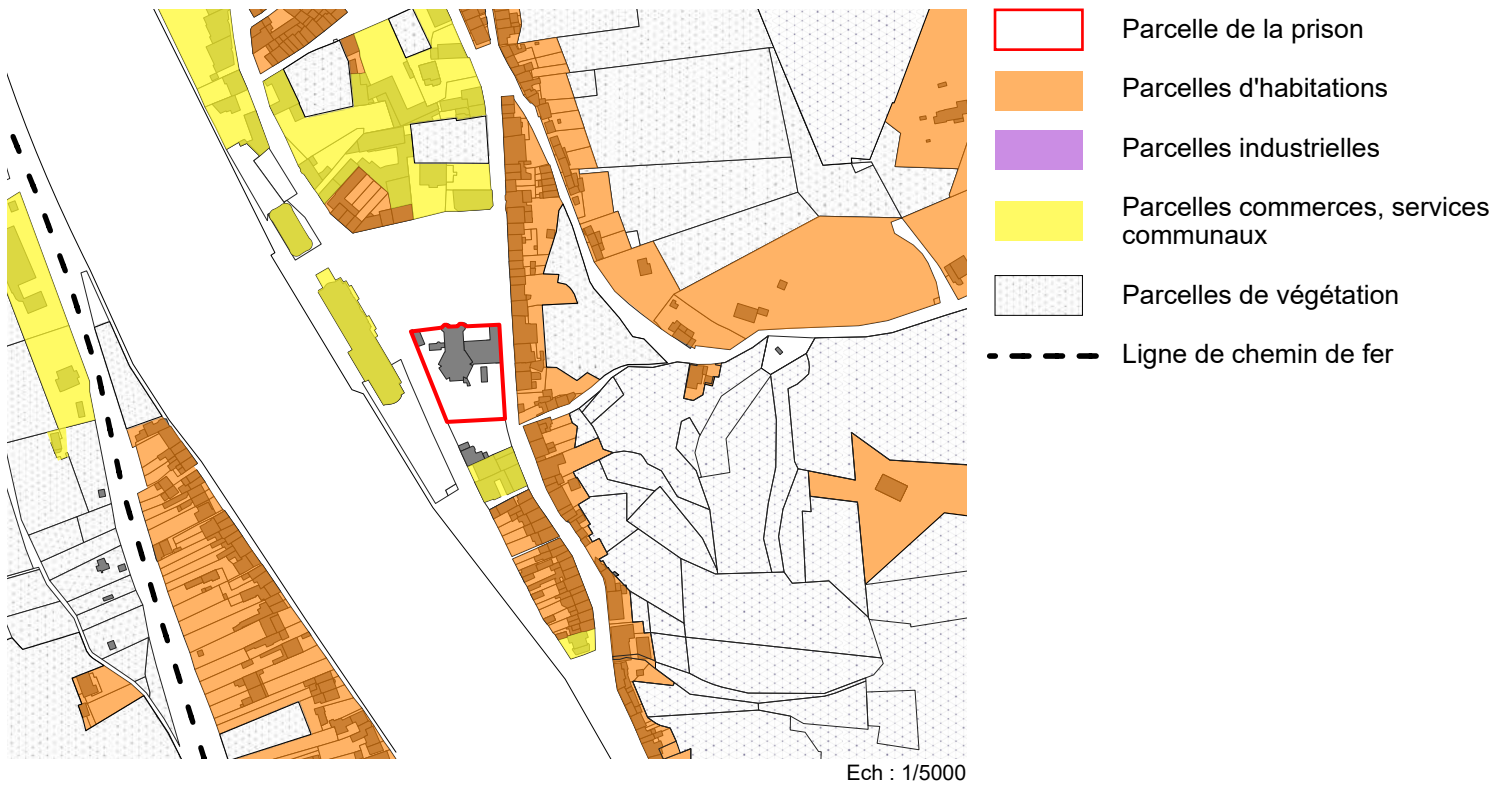 Parcelle de la prison
Parcelles d'habitations
Parcelles industrielles
Parcelles commerces, services
communaux
Parcelles de végétation
Ligne de chemin de fer
Ech : 1/5000